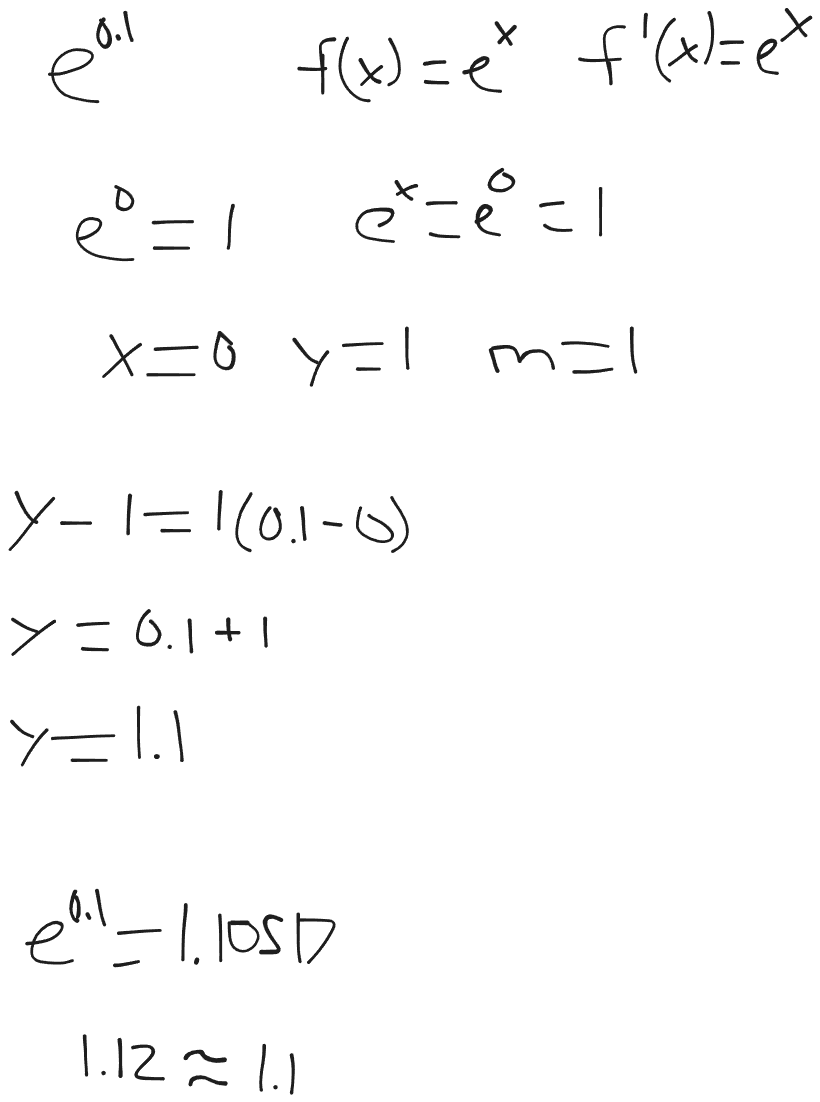 e^0.1 f(x) = e^x f'(x) = e^x
e^0 = 1 e^x = e^0 = 1
x = 0 y = 1 m = 1
y - 1 = 1(0.1 - 0)
y = 0.1 + 1
y = 1.1
e^0.1 = 1.10517
1.12 ≈ 1.1